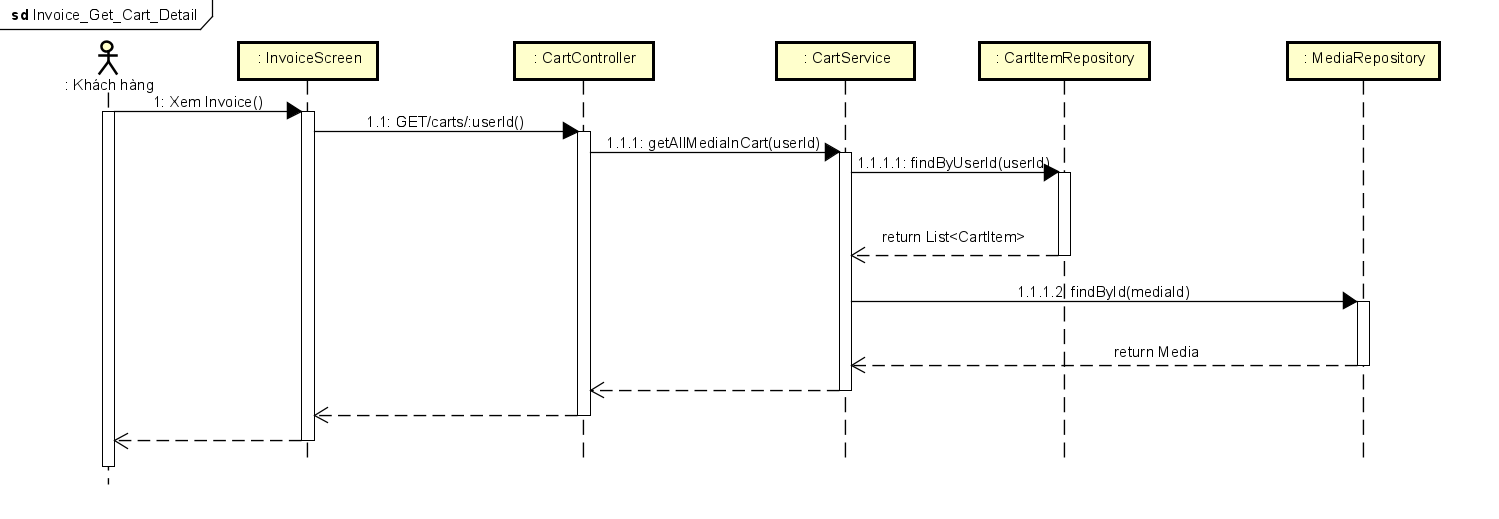 sd Invoice_Get_Cart_Detail
: Khách hàng
: InvoiceScreen
: CartController
: CartService
: CartItemRepository
: MediaRepository
1: Xem Invoice()
1.1: GET/carts/:userId()
1.1.1: getAllMediaInCart(userId)
1.1.1.1: findByUserId(userId)
return List<CartItem>
1.1.1.2: findById(mediaId)
return Media